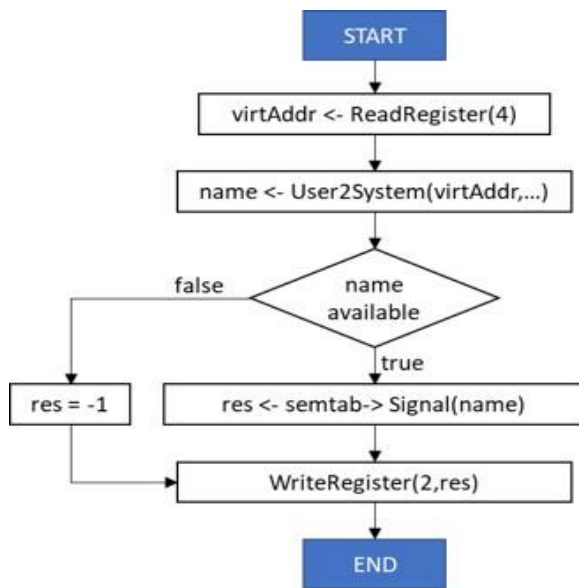 START
virtAddr <- ReadRegister(4)
name <- User2System(virtAddr,...)
false
name
available
true
res = -1
res <- semtab-> Signal(name)
WriteRegister(2,res)
END